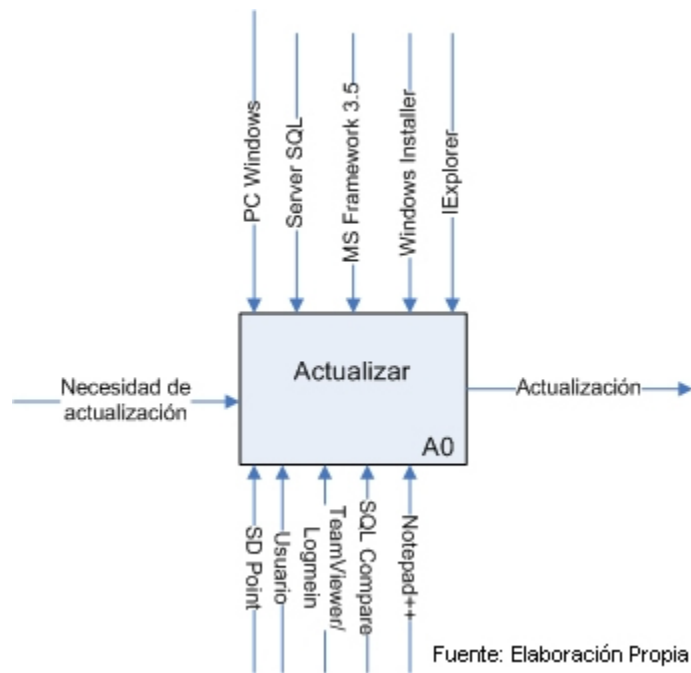 PC Windows
Server SQL
MS Framework 3.5
Windows Installer
IExplorer
Actualizar
A0
Necesidad de
actualización
Actualización
SD Point
Usuario
TeamViewer/
Logmein
SQL Compare
Notepad++
Fuente: Elaboración Propia